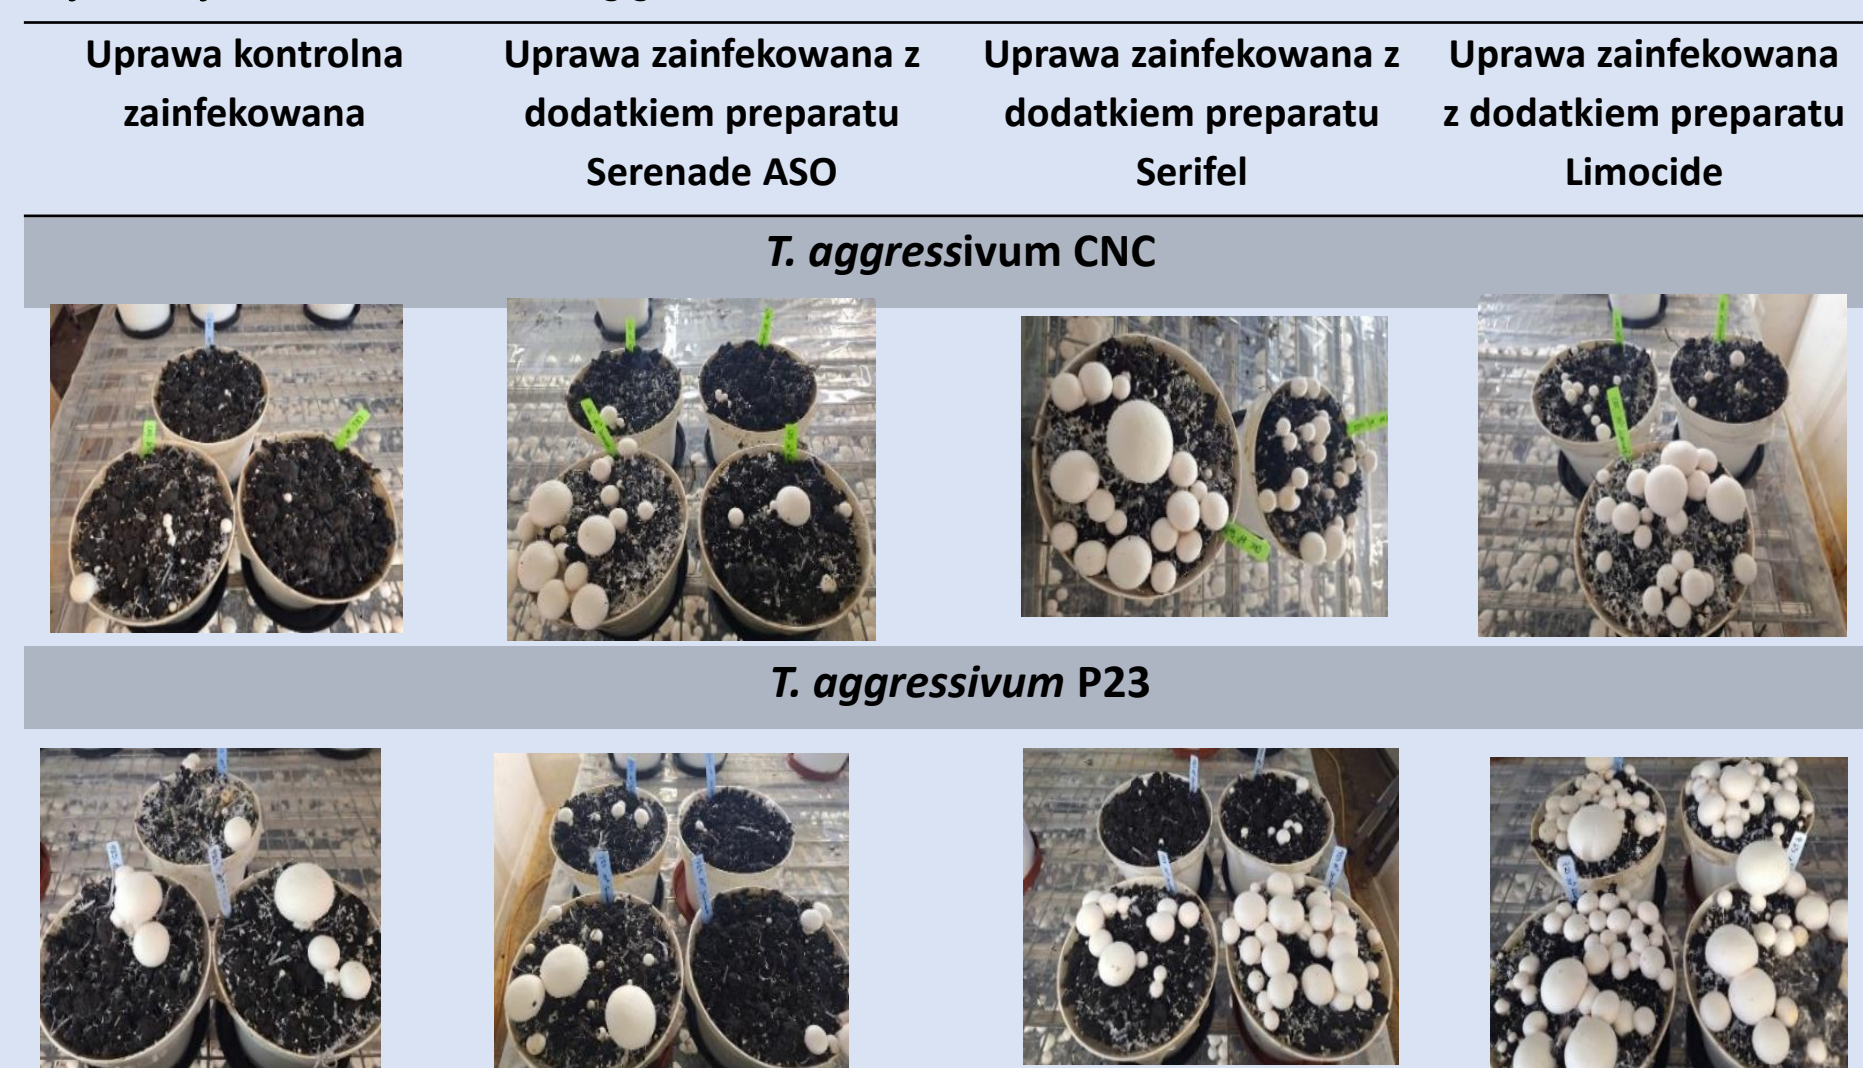 Uprawa kontrolna
zainfekowana
Uprawa zainfekowana z
dodatkiem preparatu
Serenade ASO
Uprawa zainfekowana z
dodatkiem preparatu
Serifel
Uprawa zainfekowana
z dodatkiem preparatu
Limocide
T. aggressivum CNC
T. aggressivum P23